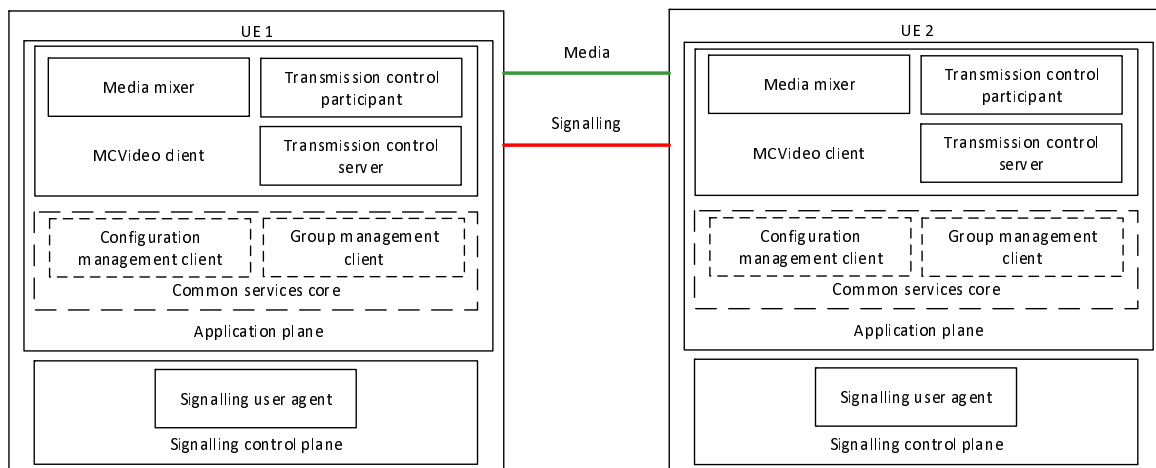 UE 1
Media mixer
Transmission control
participant
MCVideo client
Transmission control
server
Configuration
management client
Group management
client
Common services core
Application plane
Signalling user agent
Signalling control plane
Media
Signalling
UE 2
Media mixer
Transmission control
participant
MCVideo client
Transmission control
server
Configuration
management client
Group management
client
Common services core
Application plane
Signalling user agent
Signalling control plane